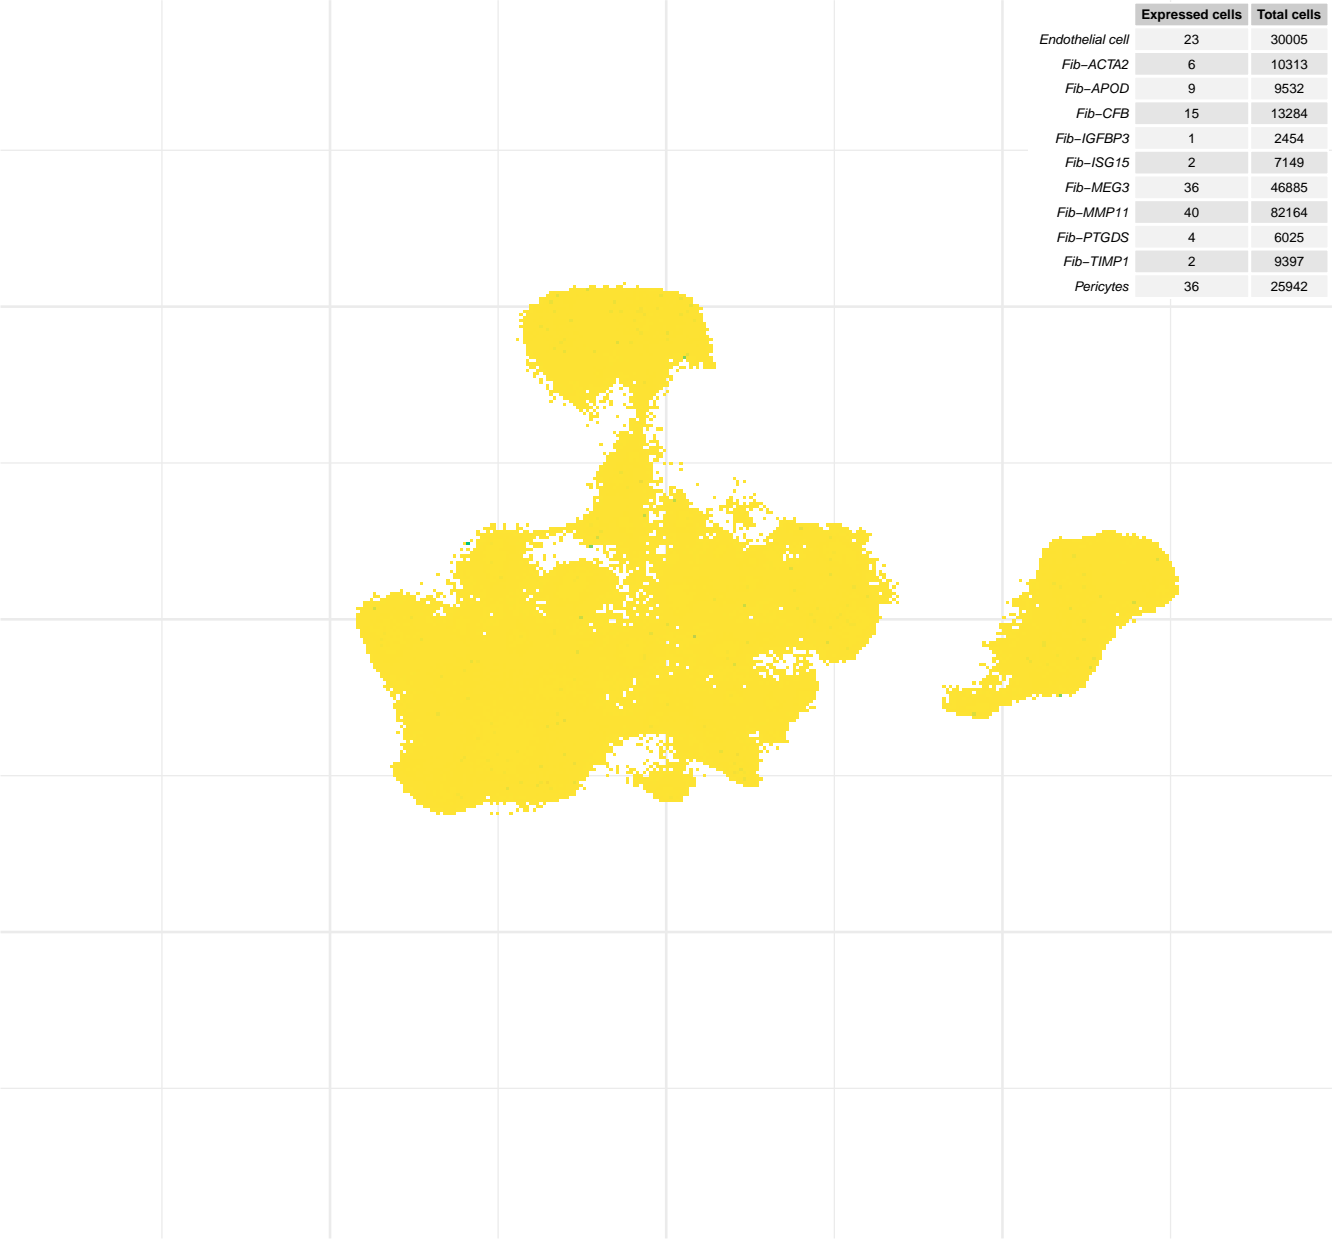 Expressed cells Total cells
Endothelial cell 23 30005
Fib−ACTA2 6 10313
Fib−APOD 9 9532
Fib−CFB 15 13284
Fib−IGFBP3 1 2454
Fib−ISG15 2 7149
Fib−MEG3 36 46885
Fib−MMP11 40 82164
Fib−PTGDS 4 6025
Fib−TIMP1 2 9397
Pericytes 36 25942